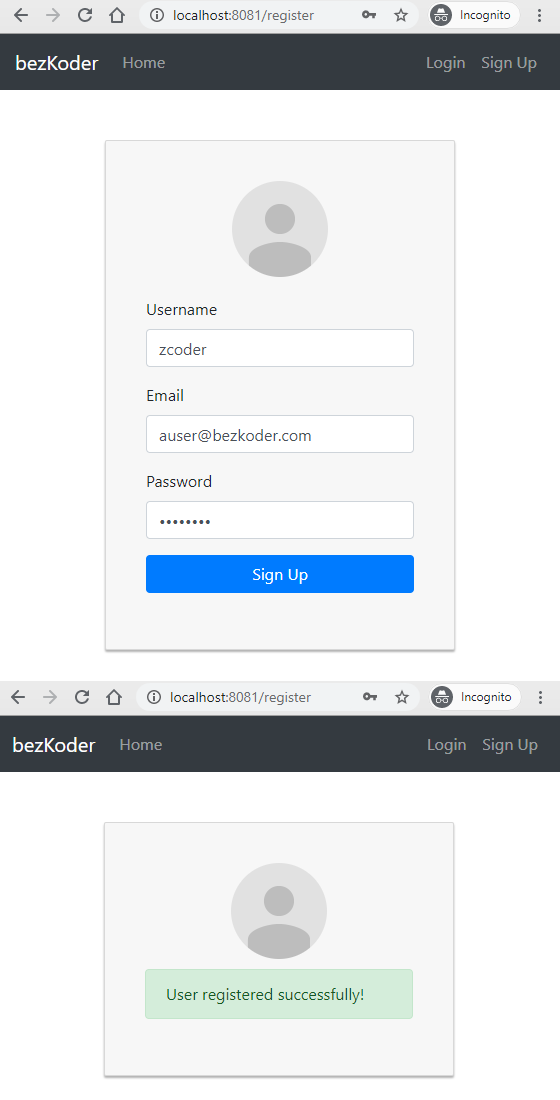 localhost:8081/register Incognito
bezKoder Home Login Sign Up
Username
zcoder
Email
auser@bezkoder.com
Password
••••••••
Sign Up
localhost:8081/register Incognito
bezKoder Home Login Sign Up
User registered successfully!